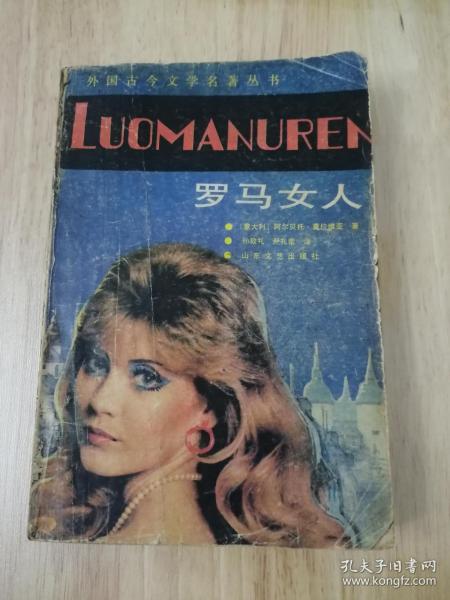 外国古今文学名著丛书
LUOMANUREN
罗马女人
[意大利] 阿尔贝托·莫拉维亚 著
山东文艺出版社
孔夫子旧书网
www.kongfz.com